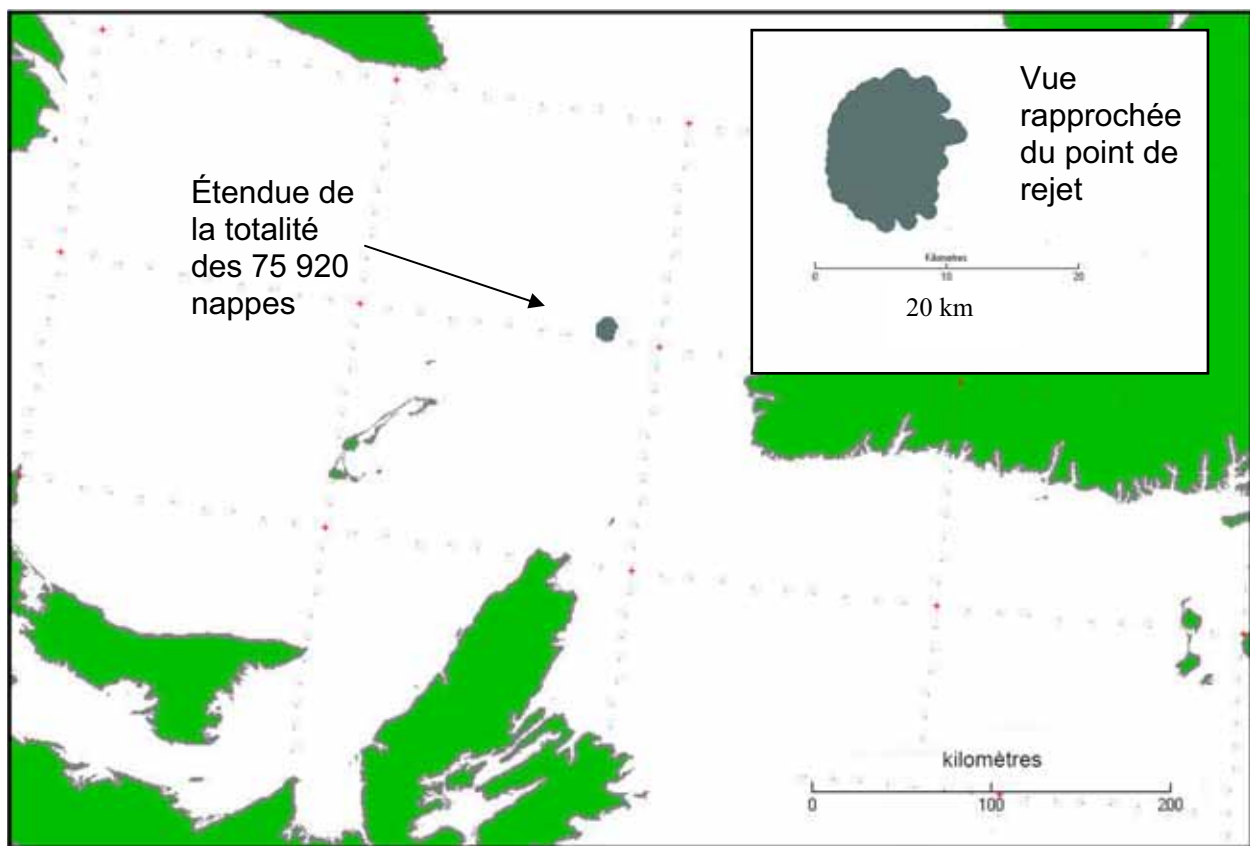 Étendue de
la totalité
des 75 920
nappes
Vue
rapprochée
du point de
rejet
Kilometres
0 10 20
20 km
kilomètres
0 100 200